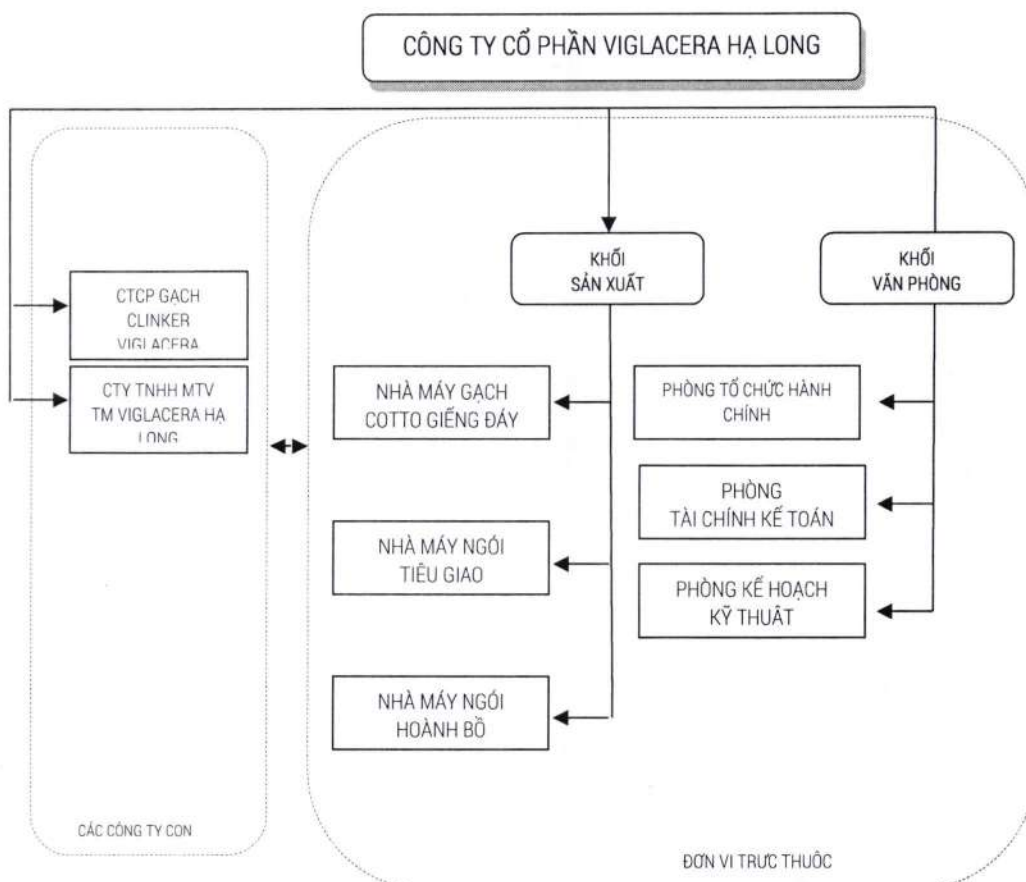 CÔNG TY CỔ PHẦN VIGLACERA HẠ LONG
KHỐI
SẢN XUẤT
KHỐI
VĂN PHÒNG
CTCP GẠCH
CLINKER
VIGLACERA
CTY TNHH MTV
TM VIGLACERA HẠ
LONG
NHÀ MÁY GẠCH
COTTO GIẾNG ĐÁY
PHÒNG TỔ CHỨC HÀNH
CHÍNH
PHÒNG
TÀI CHÍNH KẾ TOÁN
NHÀ MÁY NGÓI
TIÊU GIAO
PHÒNG KẾ HOẠCH
KỸ THUẬT
NHÀ MÁY NGÓI
HOÀNH BỒ
CÁC CÔNG TY CON
ĐƠN VỊ TRỰC THUỘC